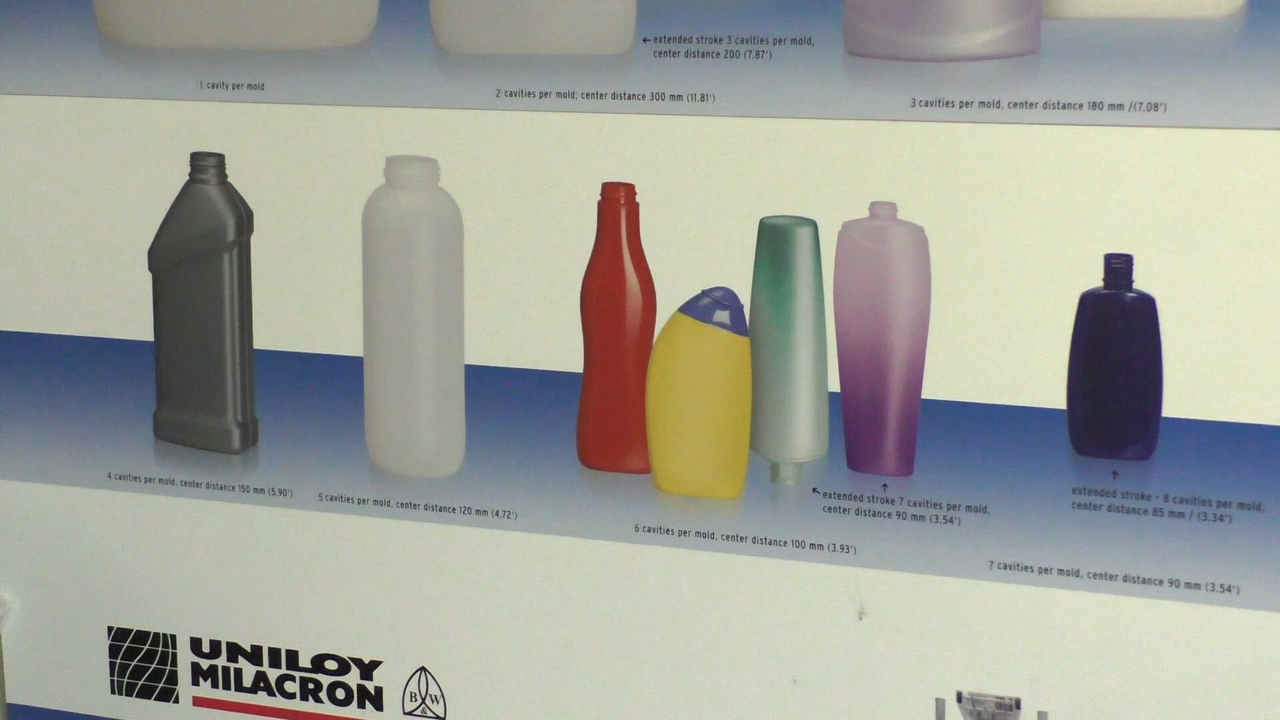 ←extended stroke 3 cavities per mold,
center distance 200 (7.87')
1 cavity per mold
2 cavities per mold; center distance 300 mm (11.81')
3 cavities per mold, center distance 180 mm /(7,08')
4 cavities per mold, center distance 150 mm (5.90')
5 cavities per mold, center distance 120 mm (4.72')
6 cavities per mold, center distance 100 mm (3.93')
extended stroke 7 cavities per mold,
center distance 90 mm (3.54')
extended stroke - 8 cavities per mold,
center distance 85 mm / (3.34')
7 cavities per mold, center distance 90 mm (3.54')
UNILOY
MILACRON
B & W